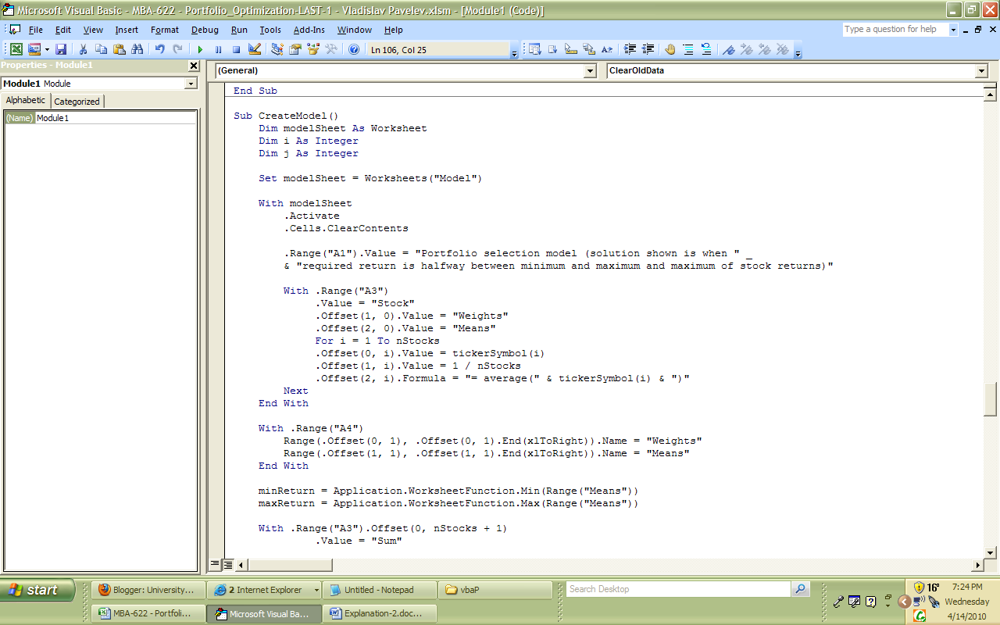 Microsoft Visual Basic - MBA-622 - Portfolio_Optimization-LAST-1 - Vladislav Pavelev.xlsm - [Module1 (Code)]
File Edit View Insert Format Debug Run Tools Add-Ins Window Help
Type a question for help
Ln 106, Col 25
Properties - Module1
Module1 Module
Alphabetic Categorized
(Name) Module1
(General) ClearOldData
End Sub
Sub CreateModel()
Dim modelSheet As Worksheet
Dim i As Integer
Dim j As Integer
Set modelSheet = Worksheets("Model")
With modelSheet
.Activate
.Cells.ClearContents
.Range("A1").Value = "Portfolio selection model (solution shown is when " _
& "required return is halfway between minimum and maximum and maximum of stock returns)"
With .Range("A3")
.Value = "Stock"
.Offset(1, 0).Value = "Weights"
.Offset(2, 0).Value = "Means"
For i = 1 To nStocks
.Offset(0, i).Value = tickerSymbol(i)
.Offset(1, i).Value = 1 / nStocks
.Offset(2, i).Formula = "= average(" & tickerSymbol(i) & ")"
Next
End With
With .Range("A4")
Range(.Offset(0, 1), .Offset(0, 1).End(xlToRight)).Name = "Weights"
Range(.Offset(1, 1), .Offset(1, 1).End(xlToRight)).Name = "Means"
End With
minReturn = Application.WorksheetFunction.Min(Range("Means"))
maxReturn = Application.WorksheetFunction.Max(Range("Means"))
With .Range("A3").Offset(0, nStocks + 1)
.Value = "Sum"
start
Blogger: University...
2 Internet Explorer
Untitled - Notepad
vbaP
Search Desktop
16°
7:24 PM
MBA-622 - Portfoli...
Microsoft Visual Ba...
Explanation-2.doc...
Wednesday
4/14/2010